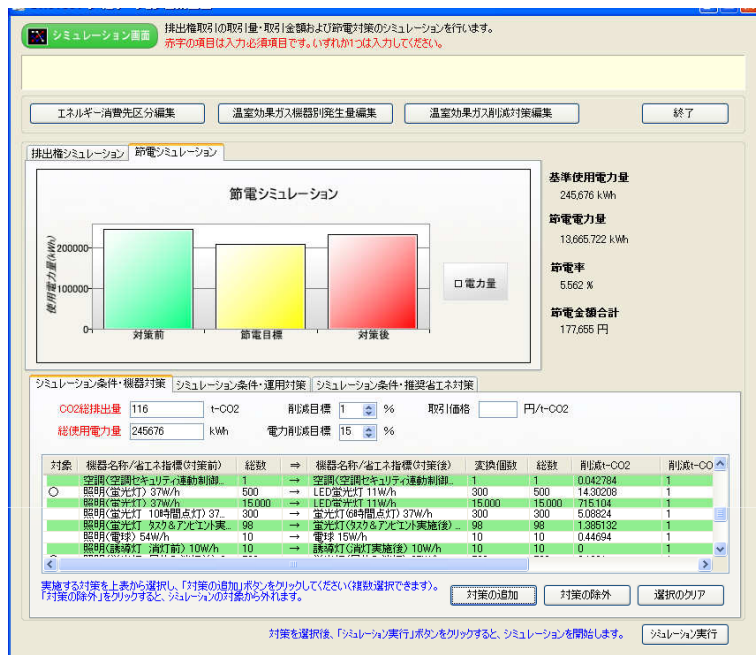 シミュレーション画面
排出権取引の取引量・取引金額および節電対策のシミュレーションを行います。
赤字の項目は入力必須項目です。いずれか1つは入力してください。
エネルギー消費先区分編集 温室効果ガス機器別発生量編集 温室効果ガス削減対策編集 終了
排出権シミュレーション 節電シミュレーション
節電シミュレーション
使用電力量(kWh)
200000
100000
0
対策前 節電目標 対策後
電力量
基準使用電力量
245,676 kWh
節電電力量
13,665.722 kWh
節電率
5.562 %
節電金額合計
177,655 円
シミュレーション条件・機器対策 シミュレーション条件・運用対策 シミュレーション条件・推奨省エネ対策
CO2総排出量 116 t-CO2 削減目標 1 % 取引価格 円/t-CO2
総使用電力量 245676 kWh 電力削減目標 15 %
対象 機器名称/省エネ指標(対策前) 総数 ⇒ 機器名称/省エネ指標(対策後) 変換個数 総数 削減t-CO2 削減t-CO
空調(空調セキュリティ連動制御... 1 → 空調(空調セキュリティ連動制御... 1 1 0.042784 1
○ 照明(蛍光灯) 37W/h 500 → LED蛍光灯 11W/h 300 500 14.30208 1
照明(蛍光灯) 37W/h 15,000 → LED蛍光灯 11W/h 15,000 15,000 715.104 1
照明(蛍光灯 10時間点灯) 37... 300 → 蛍光灯(6時間点灯) 37W/h 300 300 5.08824 1
照明(蛍光灯 タスク＆アンビエント実... 98 → 蛍光灯(タスク＆アンビエント実施後) ... 98 98 1.385132 1
照明(電球) 54W/h 10 → 電球 15W/h 10 10 0.44694 1
照明(誘導灯 消灯前) 10W/h 10 → 誘導灯(消灯実施後) 10W/h 10 10 0 1
実施する対策を上表から選択し、「対策の追加」ボタンをクリックしてください(複数選択できます)。
「対策の除外」をクリックすると、シミュレーションの対象から外れます。
対策の追加 対策の除外 選択のクリア
対策を選択後、「シミュレーション実行」ボタンをクリックすると、シミュレーションを開始します。 シミュレーション実行